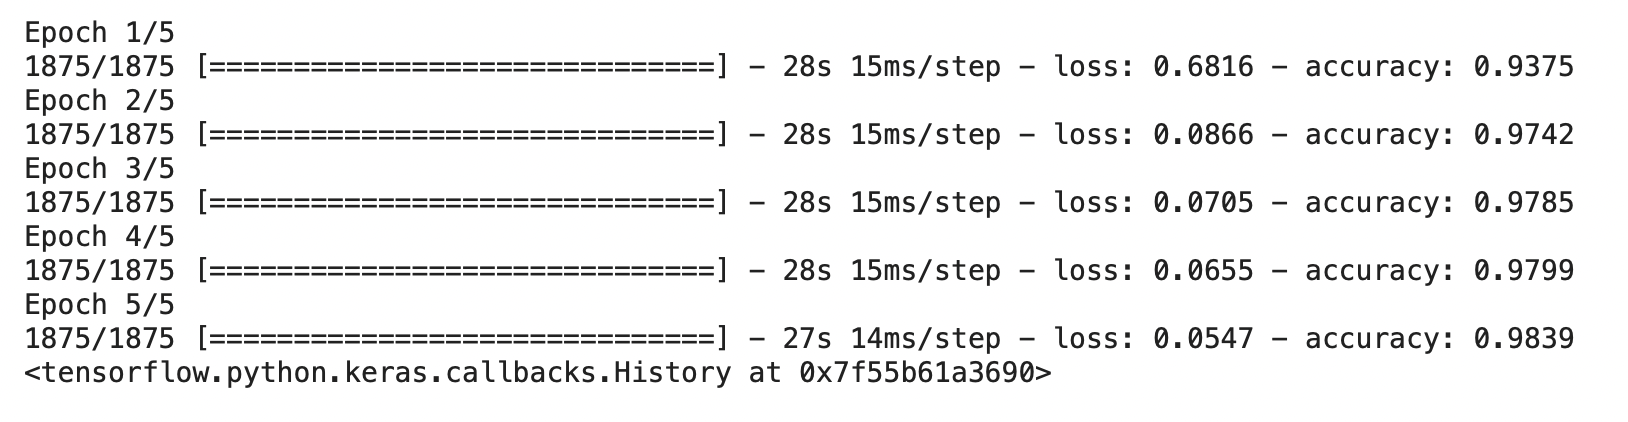 Epoch 1/5
1875/1875 [==============================] - 28s 15ms/step - loss: 0.6816 - accuracy: 0.9375
Epoch 2/5
1875/1875 [==============================] - 28s 15ms/step - loss: 0.0866 - accuracy: 0.9742
Epoch 3/5
1875/1875 [==============================] - 28s 15ms/step - loss: 0.0705 - accuracy: 0.9785
Epoch 4/5
1875/1875 [==============================] - 28s 15ms/step - loss: 0.0655 - accuracy: 0.9799
Epoch 5/5
1875/1875 [==============================] - 27s 14ms/step - loss: 0.0547 - accuracy: 0.9839
<tensorflow.python.keras.callbacks.History at 0x7f55b61a3690>